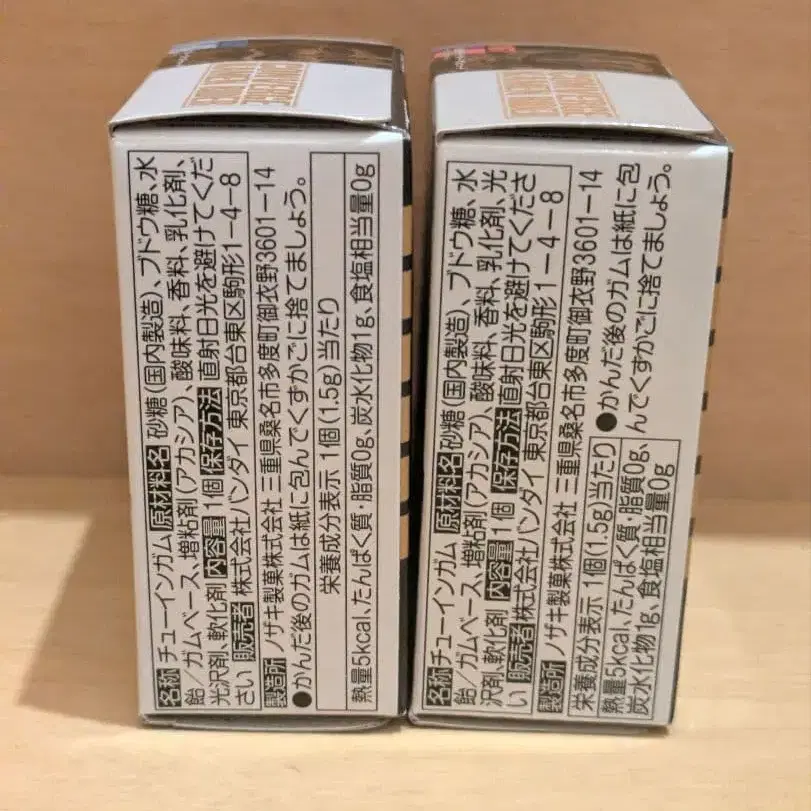 名称 チューインガム 原材料名 砂糖(国内製造)、ブドウ糖、水
飴/ガムベース、増粘剤(アカシア)、酸味料、香料、乳化剤、
光沢剤、軟化剤 内容量 1個 保存方法 直射日光を避けてくだ
さい 販売者 株式会社バンダイ 東京都台東区駒形1-4-8
製造所 ノザキ製菓株式会社 三重県桑名市多度町御衣野3601-14
●かんだ後のガムは紙に包んでくずかごに捨てましょう。
栄養成分表示 1個(1.5g)当たり
熱量5kcal、たんぱく質・脂質0g、炭水化物1g、食塩相当量0g
名称 チューインガム 原材料名 砂糖(国内製造)、ブドウ糖、水
飴/ガムベース、増粘剤(アカシア)、酸味料、香料、乳化剤、光
沢剤、軟化剤 内容量 1個 保存方法 直射日光を避けてくださ
い 販売者 株式会社バンダイ 東京都台東区駒形1-4-8
製造所 ノザキ製菓株式会社 三重県桑名市多度町御衣野3601-14
栄養成分表示 1個(1.5g)当たり
熱量5kcal、たんぱく質・脂質0g、
炭水化物1g、食塩相当量0g
●かんだ後のガムは紙に包
んでくずかごに捨てましょう。